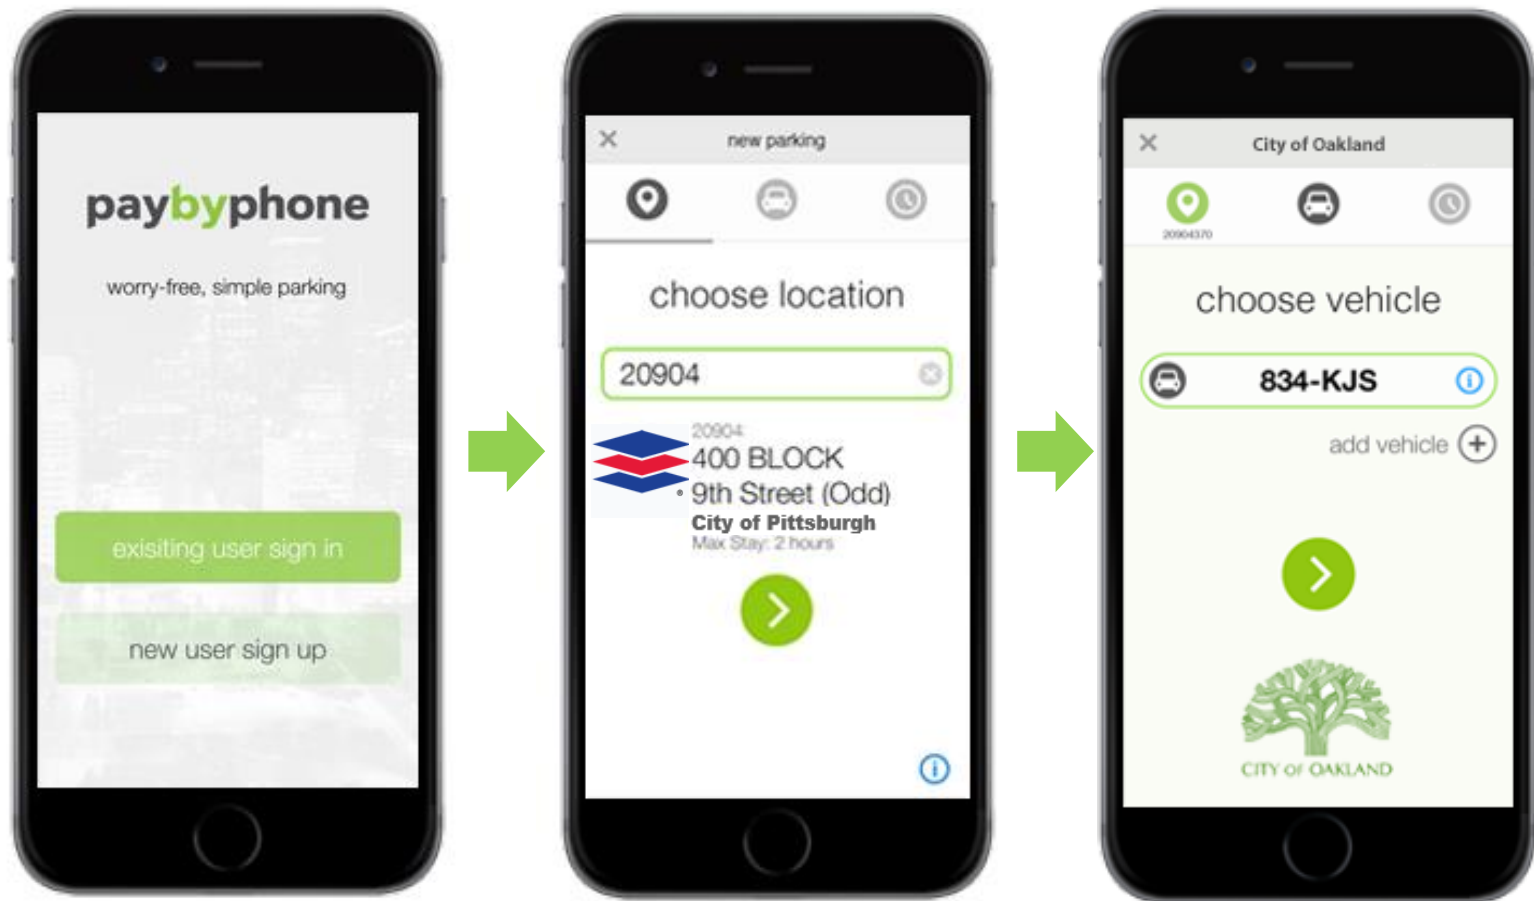 paybyphone
worry-free, simple parking
exisiting user sign in
new user sign up
new parking
choose location
20904
20904
400 BLOCK
®
9th Street (Odd)
City of Pittsburgh
Max Stay: 2 hours
City of Oakland
20904370
choose vehicle
834-KJS
add vehicle
CITY OF OAKLAND